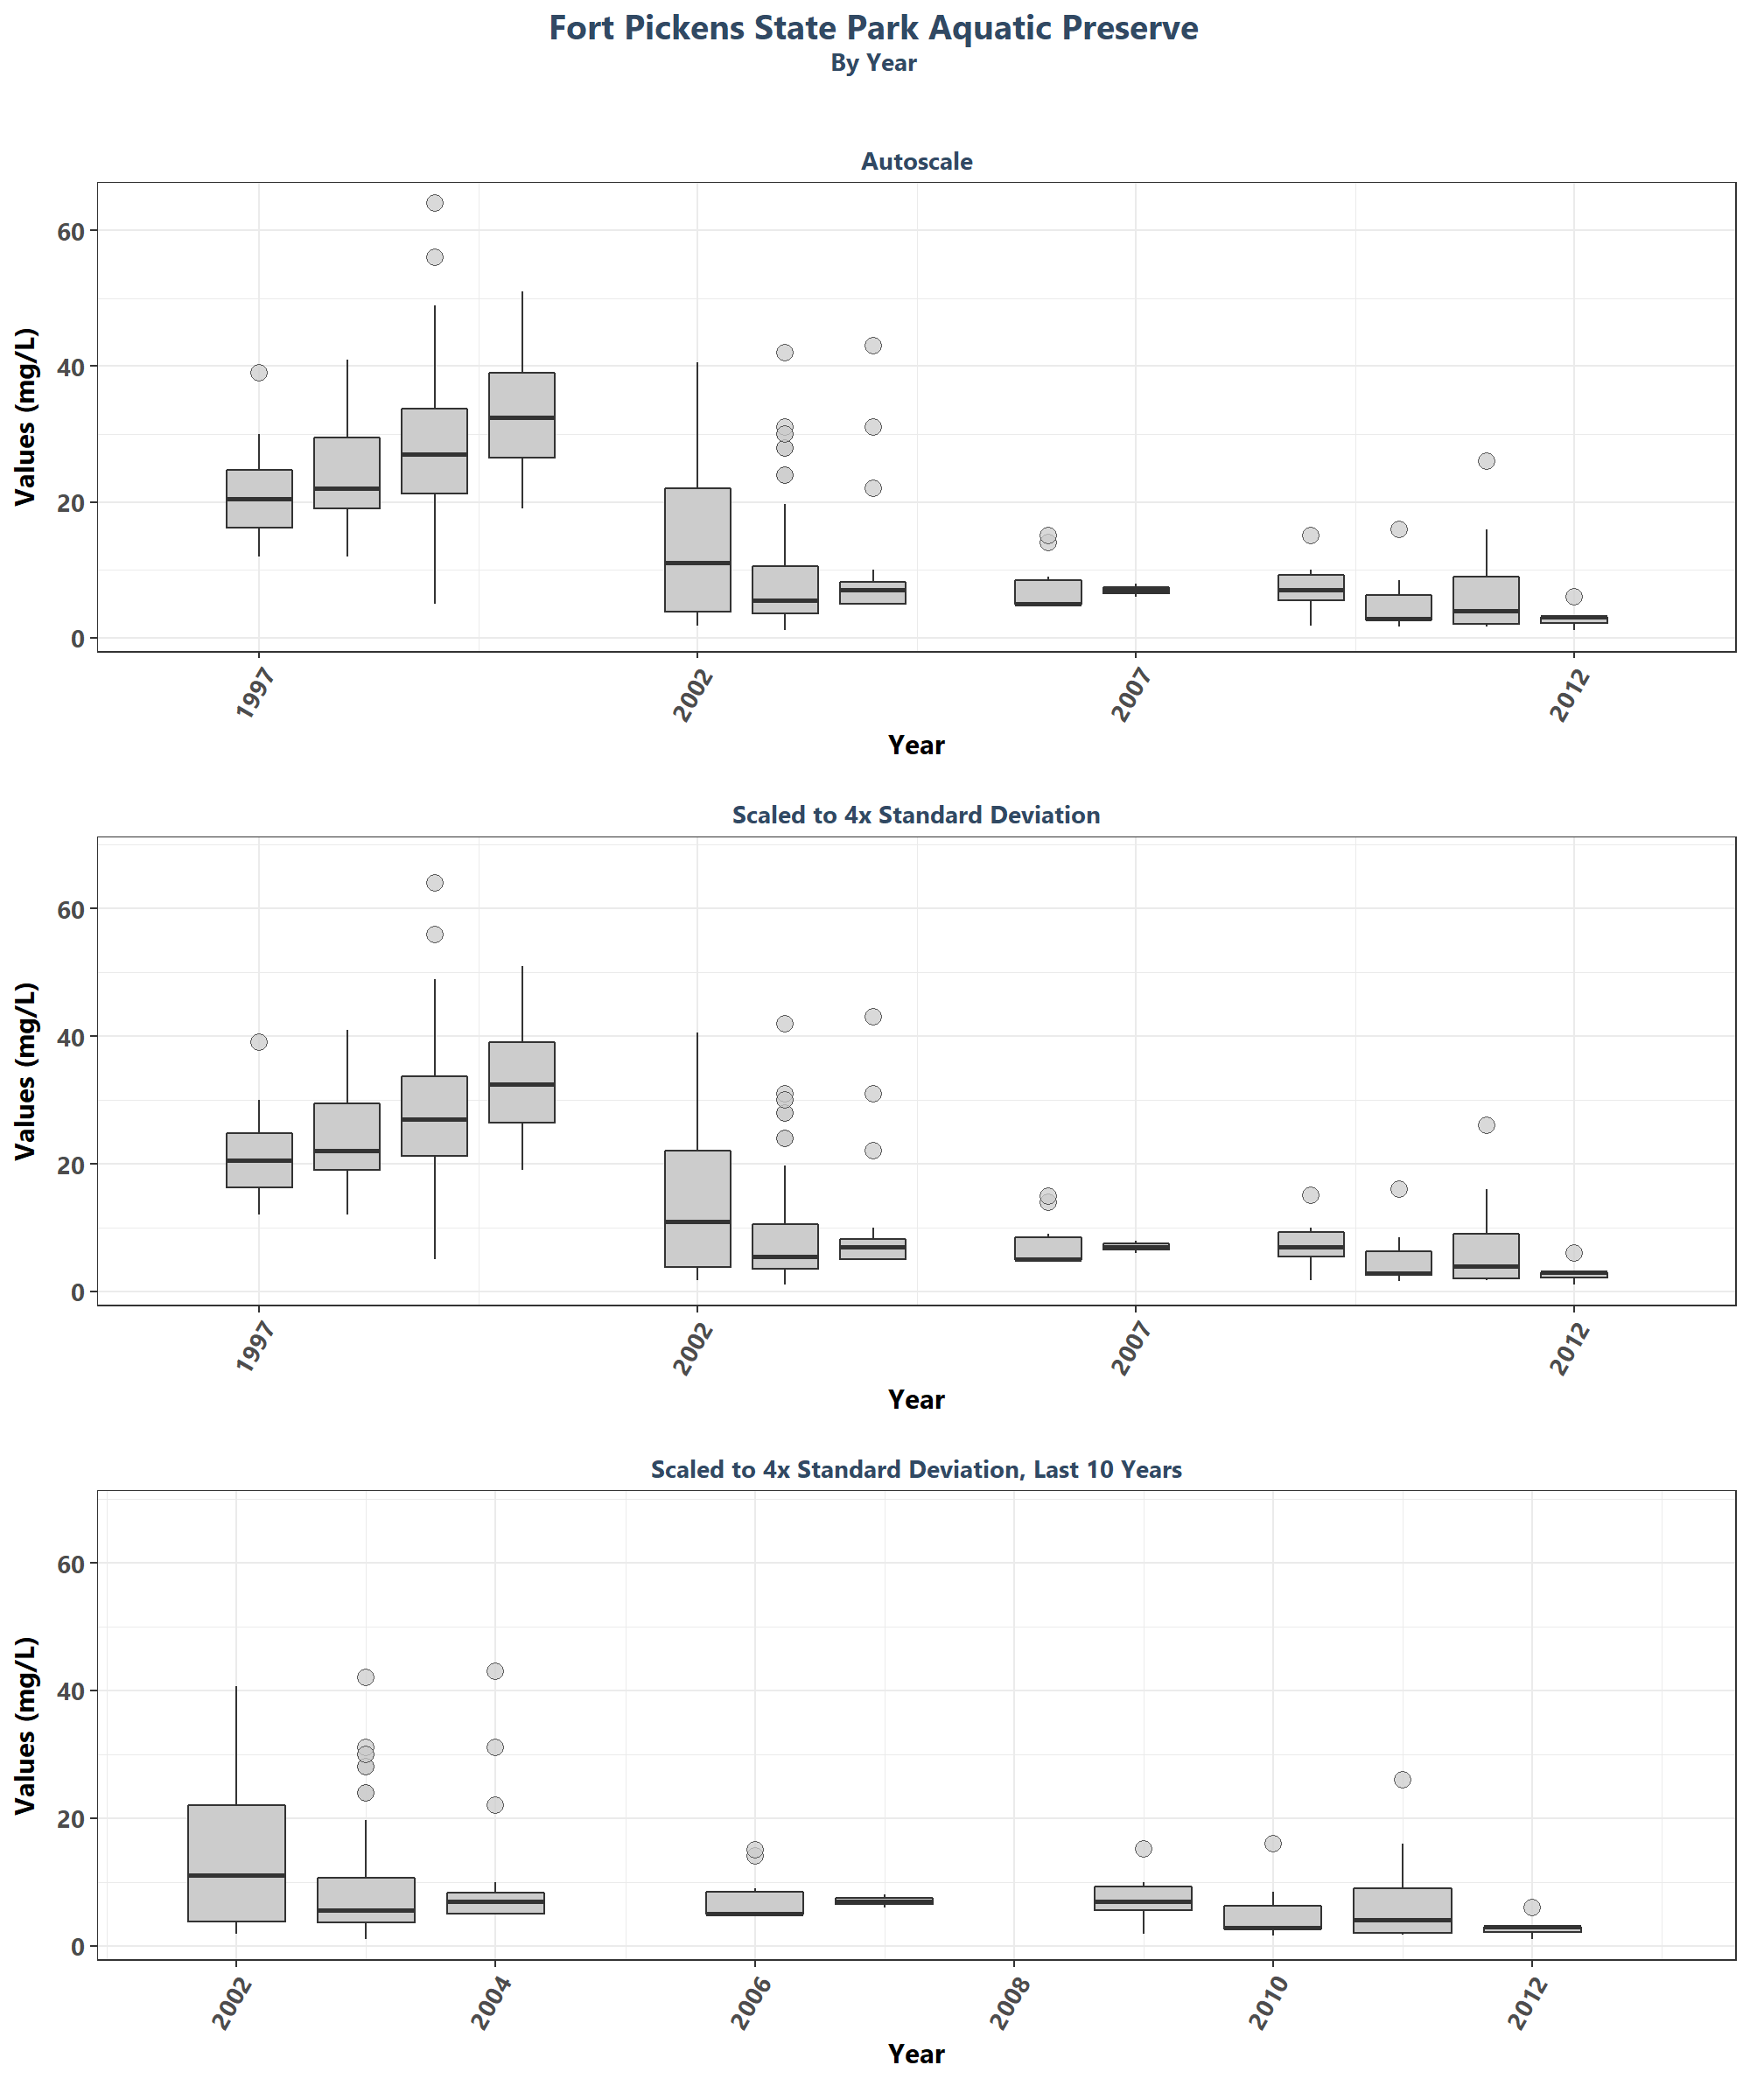 Fort Pickens State Park Aquatic Preserve
By Year
Autoscale
Values (mg/L)
60
40
20
0
1997
2002
2007
2012
Year
Scaled to 4x Standard Deviation
Values (mg/L)
60
40
20
0
1997
2002
2007
2012
Year
Scaled to 4x Standard Deviation, Last 10 Years
Values (mg/L)
60
40
20
0
2002
2004
2006
2008
2010
2012
Year